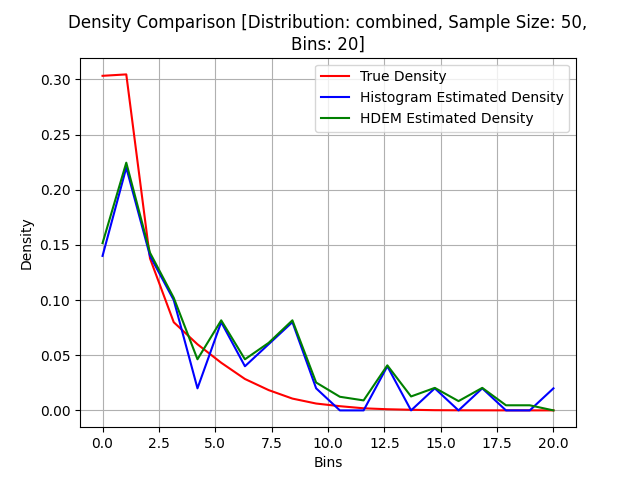 Density Comparison [Distribution: combined, Sample Size: 50,
Bins: 20]
True Density
Histogram Estimated Density
HDEM Estimated Density
Density
0.30
0.25
0.20
0.15
0.10
0.05
0.00
0.0 2.5 5.0 7.5 10.0 12.5 15.0 17.5 20.0
Bins